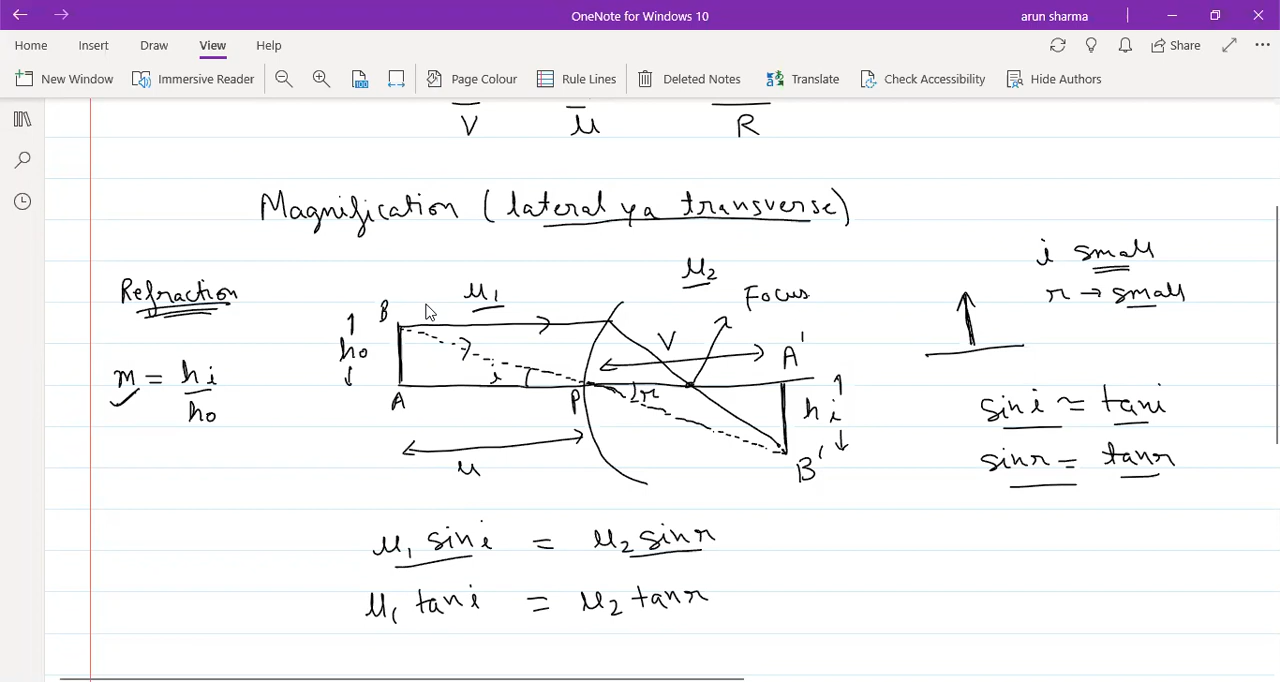 OneNote for Windows 10
arun sharma
Home Insert Draw View Help
Share
New Window Immersive Reader Page Colour Rule Lines Deleted Notes Translate Check Accessibility Hide Authors
V μ R
Magnification (lateral ya transverse)
i small
r → small
μ2
Refraction
μ1
Focus
B
ho
V
A'
m = hi/ho
i
r
A
P
hi
sin i ≈ tan i
u
B'
sin r = tan r
μ1 sin i = μ2 sin r
μ1 tan i = μ2 tan r